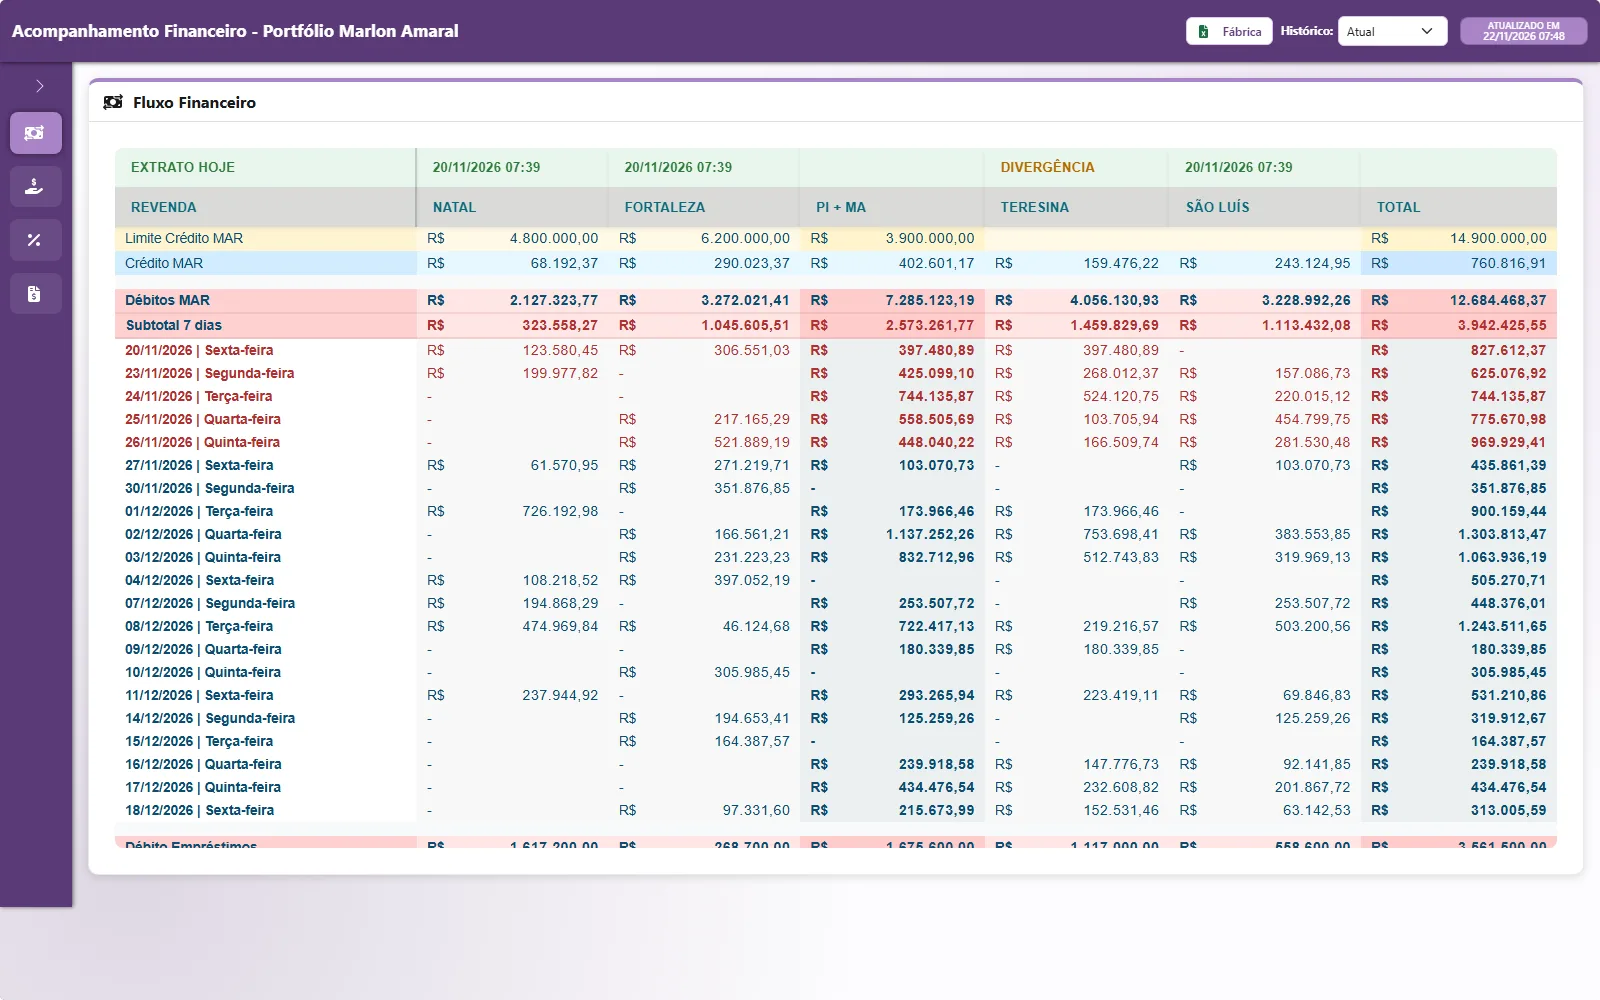 Acompanhamento Financeiro - Portfólio Marlon Amaral
Fábrica
Histórico:
Atual
ATUALIZADO EM
22/11/2026 07:48
Fluxo Financeiro
EXTRATO HOJE 20/11/2026 07:39 20/11/2026 07:39 DIVERGÊNCIA 20/11/2026 07:39
REVENDA NATAL FORTALEZA PI + MA TERESINA SÃO LUÍS TOTAL
Limite Crédito MAR R$ 4.800.000,00 R$ 6.200.000,00 R$ 3.900.000,00 R$ 14.900.000,00
Crédito MAR R$ 68.192,37 R$ 290.023,37 R$ 402.601,17 R$ 159.476,22 R$ 243.124,95 R$ 760.816,91
Débitos MAR R$ 2.127.323,77 R$ 3.272.021,41 R$ 7.285.123,19 R$ 4.056.130,93 R$ 3.228.992,26 R$ 12.684.468,37
Subtotal 7 dias R$ 323.558,27 R$ 1.045.605,51 R$ 2.573.261,77 R$ 1.459.829,69 R$ 1.113.432,08 R$ 3.942.425,55
20/11/2026 | Sexta-feira R$ 123.580,45 R$ 306.551,03 R$ 397.480,89 R$ 397.480,89 - R$ 827.612,37
23/11/2026 | Segunda-feira R$ 199.977,82 - R$ 425.099,10 R$ 268.012,37 R$ 157.086,73 R$ 625.076,92
24/11/2026 | Terça-feira - - R$ 744.135,87 R$ 524.120,75 R$ 220.015,12 R$ 744.135,87
25/11/2026 | Quarta-feira - R$ 217.165,29 R$ 558.505,69 R$ 103.705,94 R$ 454.799,75 R$ 775.670,98
26/11/2026 | Quinta-feira - R$ 521.889,19 R$ 448.040,22 R$ 166.509,74 R$ 281.530,48 R$ 969.929,41
27/11/2026 | Sexta-feira R$ 61.570,95 R$ 271.219,71 R$ 103.070,73 - R$ 103.070,73 R$ 435.861,39
30/11/2026 | Segunda-feira - R$ 351.876,85 - - - R$ 351.876,85
01/12/2026 | Terça-feira R$ 726.192,98 - R$ 173.966,46 R$ 173.966,46 - R$ 900.159,44
02/12/2026 | Quarta-feira - R$ 166.561,21 R$ 1.137.252,26 R$ 753.698,41 R$ 383.553,85 R$ 1.303.813,47
03/12/2026 | Quinta-feira - R$ 231.223,23 R$ 832.712,96 R$ 512.743,83 R$ 319.969,13 R$ 1.063.936,19
04/12/2026 | Sexta-feira R$ 108.218,52 R$ 397.052,19 - - - R$ 505.270,71
07/12/2026 | Segunda-feira R$ 194.868,29 - R$ 253.507,72 - R$ 253.507,72 R$ 448.376,01
08/12/2026 | Terça-feira R$ 474.969,84 R$ 46.124,68 R$ 722.417,13 R$ 219.216,57 R$ 503.200,56 R$ 1.243.511,65
09/12/2026 | Quarta-feira - - R$ 180.339,85 R$ 180.339,85 - R$ 180.339,85
10/12/2026 | Quinta-feira - R$ 305.985,45 - - - R$ 305.985,45
11/12/2026 | Sexta-feira R$ 237.944,92 - R$ 293.265,94 R$ 223.419,11 R$ 69.846,83 R$ 531.210,86
14/12/2026 | Segunda-feira - R$ 194.653,41 R$ 125.259,26 - R$ 125.259,26 R$ 319.912,67
15/12/2026 | Terça-feira - R$ 164.387,57 - - - R$ 164.387,57
16/12/2026 | Quarta-feira - - R$ 239.918,58 R$ 147.776,73 R$ 92.141,85 R$ 239.918,58
17/12/2026 | Quinta-feira - - R$ 434.476,54 R$ 232.608,82 R$ 201.867,72 R$ 434.476,54
18/12/2026 | Sexta-feira - R$ 97.331,60 R$ 215.673,99 R$ 152.531,46 R$ 63.142,53 R$ 313.005,59
Débito Empréstimos R$ 1.617.200,00 R$ 268.700,00 R$ 1.675.600,00 R$ 1.117.000,00 R$ 558.600,00 R$ 3.561.500,00